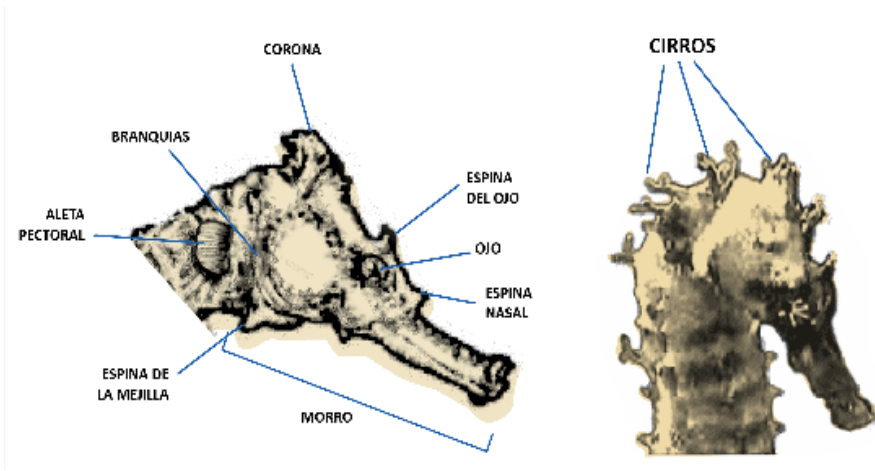 CORONA
CIRROS
BRANQUIAS
ESPINA
DEL OJO
ALETA
PECTORAL
OJO
ESPINA
NASAL
ESPINA DE
LA MEJILLA
MORRO